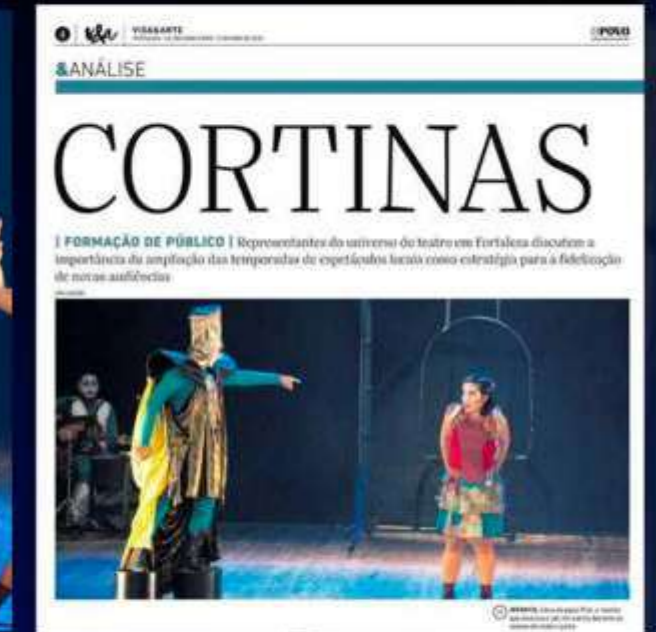 VIDA&ARTE
O POVO
&ANÁLISE
CORTINAS
| FORMAÇÃO DE PÚBLICO | Representantes do universo do teatro em Fortaleza discutem a
importância da ampliação das temporadas de espetáculos locais como estratégia para a fidelização
de novas audiências